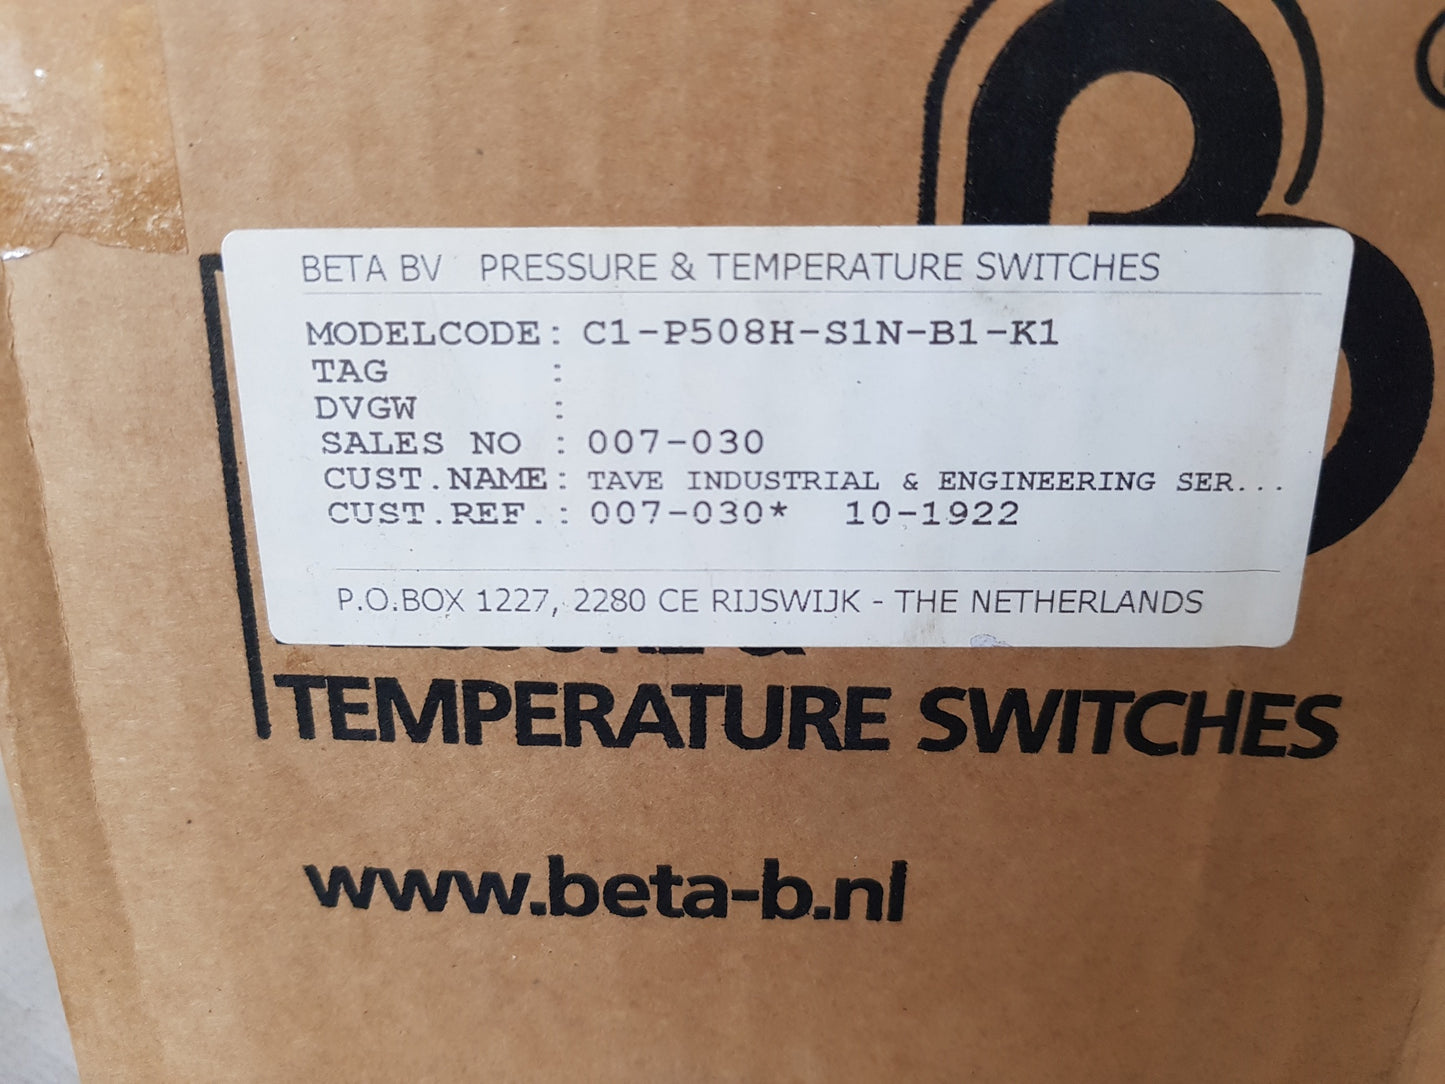 BETA BV PRESSURE & TEMPERATURE SWITCHES
MODELCODE: C1-P508H-S1N-B1-K1
TAG :
DVGW :
SALES NO : 007-030
CUST.NAME: TAVE INDUSTRIAL & ENGINEERING SER...
CUST.REF.: 007-030* 10-1922
P.O.BOX 1227, 2280 CE RIJSWIJK - THE NETHERLANDS
TEMPERATURE SWITCHES
www.beta-b.nl